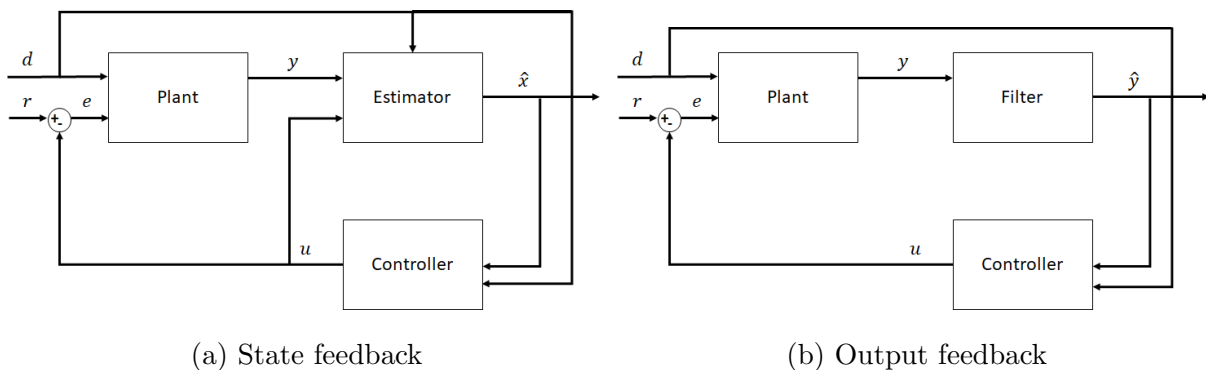 d
y
x̂
r
e
+
-
Plant
Estimator
u
Controller
(a) State feedback
d
y
ŷ
r
e
+
-
Plant
Filter
u
Controller
(b) Output feedback